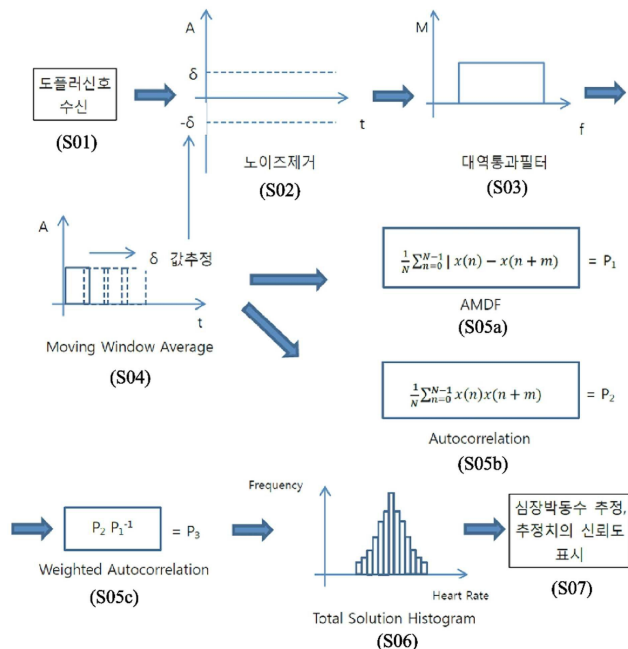 도플러신호
수신
(S01)
A
δ
-δ
t
노이즈제거
(S02)
M
f
대역통과필터
(S03)
A
δ 값추정
t
Moving Window Average
(S04)
1/N ∑_{n=0}^{N-1} | x(n) − x(n + m) = P₁
AMDF
(S05a)
1/N ∑_{n=0}^{N-1} x(n)x(n + m) = P₂
Autocorrelation
(S05b)
P₂ P₁⁻¹ = P₃
Weighted Autocorrelation
(S05c)
Frequency
Heart Rate
Total Solution Histogram
(S06)
심장박동수 추정,
추정치의 신뢰도
표시
(S07)